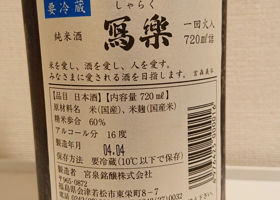 要冷蔵
しゃらく
寫樂
純米酒
一回火入
720㎖詰
米を愛し、酒を愛し、人を愛す。
みなさまに愛される酒を目指します。
宮森義弘
【品目 日本酒】【内容量 720㎖】
原材料名 米(国産)、米麹(国産米)
精米歩合 60%
アルコール分 16度
製造年月 04.04
保存方法 要冷蔵(10℃以下で保存)
製造者 宮泉銘醸株式会社
〒965-0872
福島県会津若松市東栄町8-7